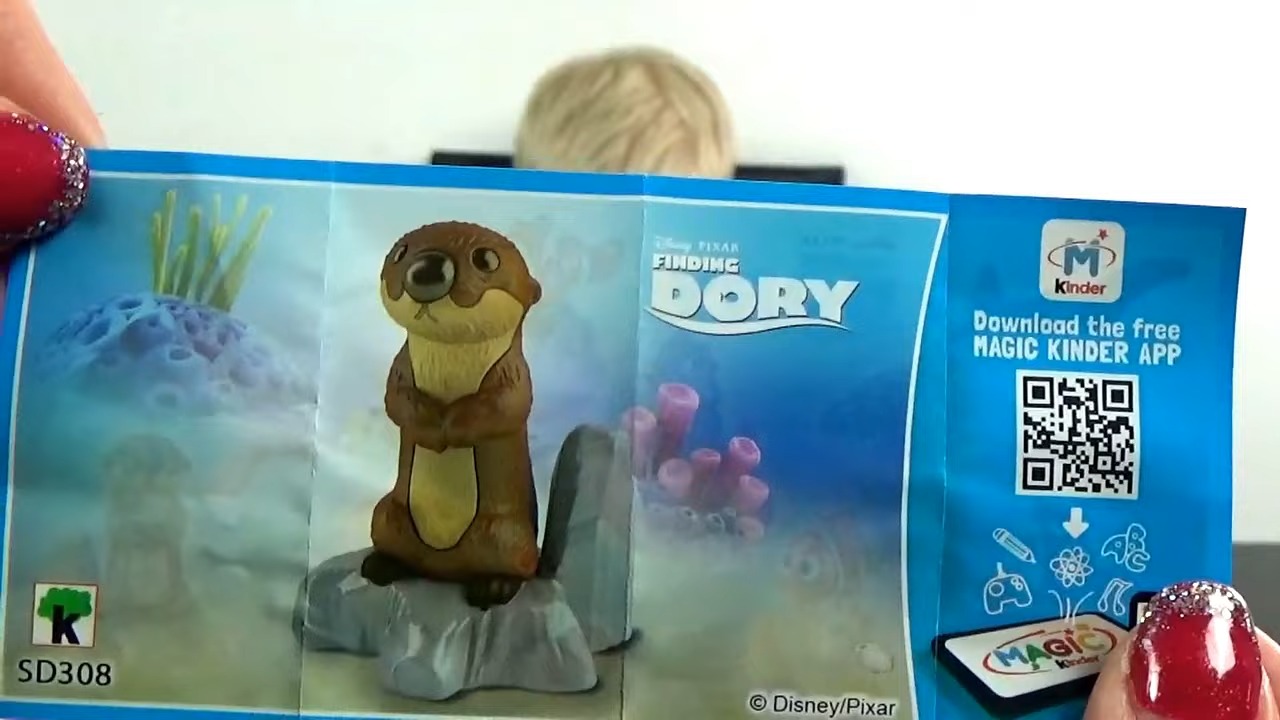 Disney PIXAR
FINDING
DORY
M
Kinder
Download the free
MAGIC KINDER APP
K
SD308
MAGIC
Kinder
© Disney/Pixar